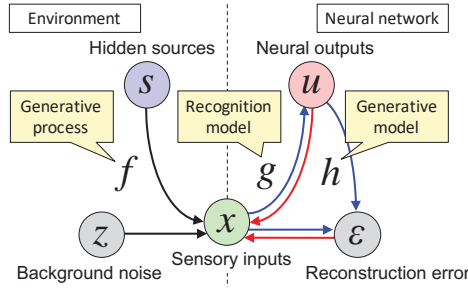 Environment
Neural network
Hidden sources
Neural outputs
s
u
Generative
process
Recognition
model
Generative
model
f
g
h
z
x
ε
Background noise
Sensory inputs
Reconstruction error